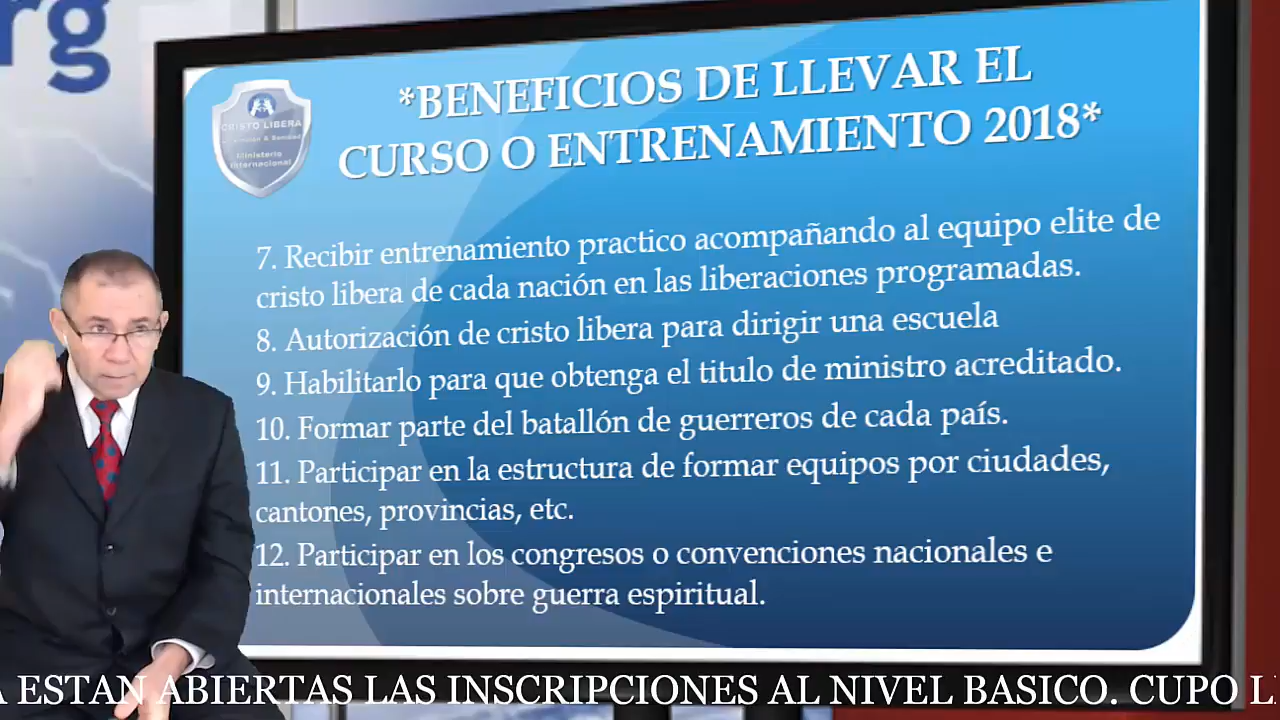 rg
*BENEFICIOS DE LLEVAR EL
CURSO O ENTRENAMIENTO 2018*
CRISTO LIBERA
Ministerio
Internacional
7. Recibir entrenamiento practico acompañando al equipo elite de
cristo libera de cada nación en las liberaciones programadas.
8. Autorización de cristo libera para dirigir una escuela
9. Habilitarlo para que obtenga el titulo de ministro acreditado.
10. Formar parte del batallón de guerreros de cada país.
11. Participar en la estructura de formar equipos por ciudades,
cantones, provincias, etc.
12. Participar en los congresos o convenciones nacionales e
internacionales sobre guerra espiritual.
A ESTAN ABIERTAS LAS INSCRIPCIONES AL NIVEL BASICO. CUPO L